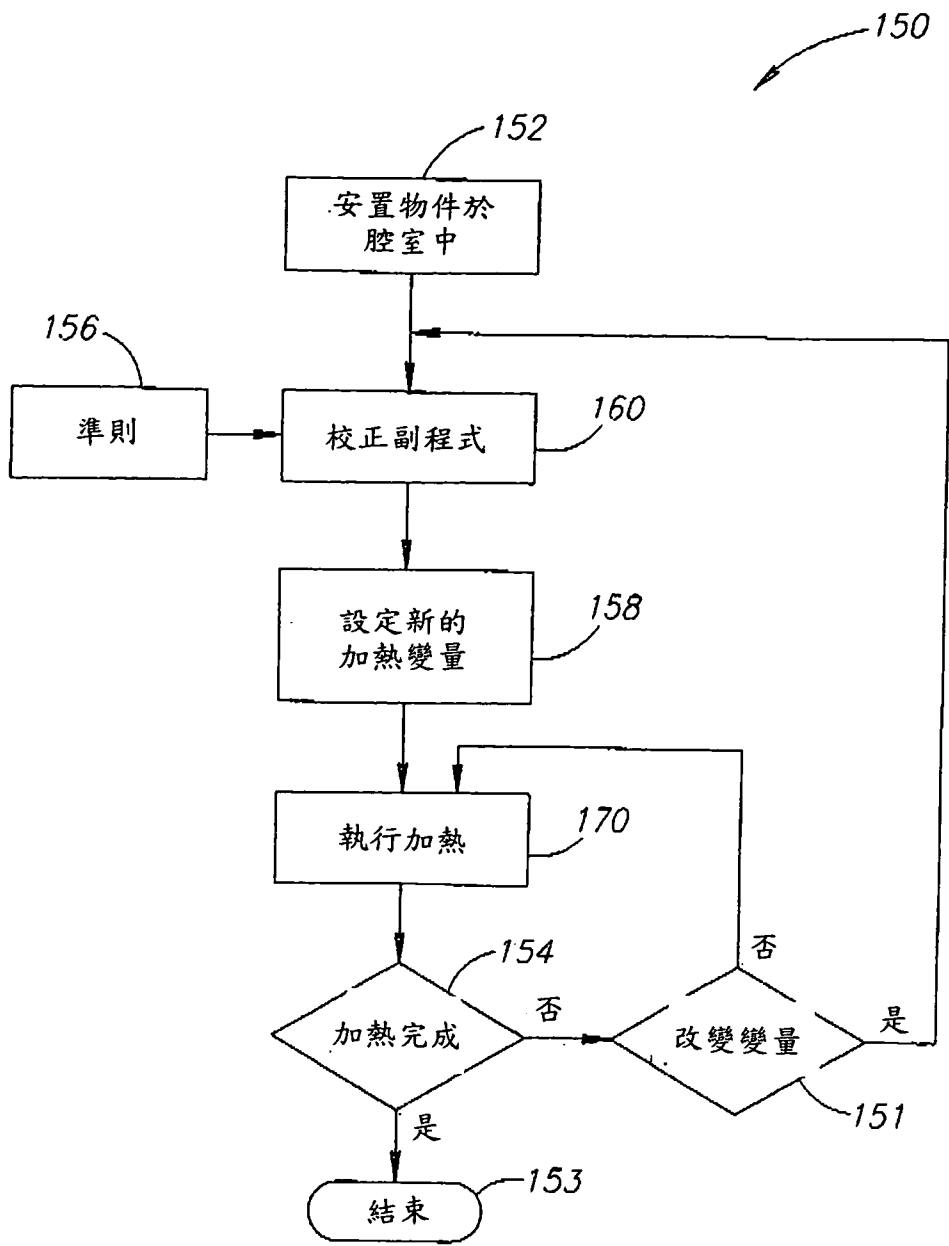 150
152
安置物件於
腔室中
156
準則
校正副程式
160
設定新的
加熱變量
158
執行加熱
170
154
加熱完成
否
否
改變變量
是
151
是
結束
153